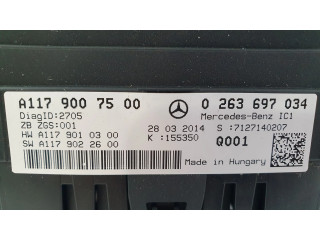 A117 900 75 00
0 263 697 034
DiagID:2705
Mercedes-Benz IC1
ZB ZGS:001
28 03 2014
S :7127140207
HW A117 901 03 00
K :155350
Q001
SW A117 902 26 00
Made in Hungary